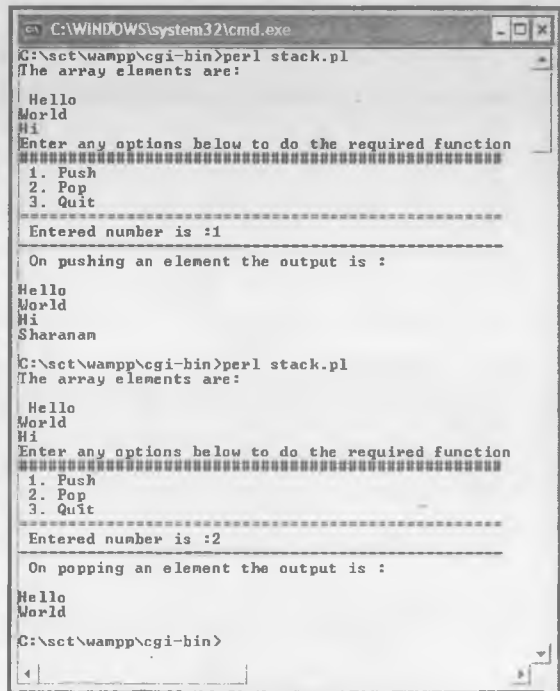 C:\WINDOWS\system32\cmd.exe
C:\sct\wampp\cgi-bin>perl stack.pl
The array elements are:
Hello
World
Hi
Enter any options below to do the required function
##################################################
1. Push
2. Pop
3. Quit
==================================================
Entered number is :1
--------------------------------------------------
On pushing an element the output is :
Hello
World
Hi
Sharanam
C:\sct\wampp\cgi-bin>perl stack.pl
The array elements are:
Hello
World
Hi
Enter any options below to do the required function
##################################################
1. Push
2. Pop
3. Quit
==================================================
Entered number is :2
--------------------------------------------------
On popping an element the output is :
Hello
World
C:\sct\wampp\cgi-bin>